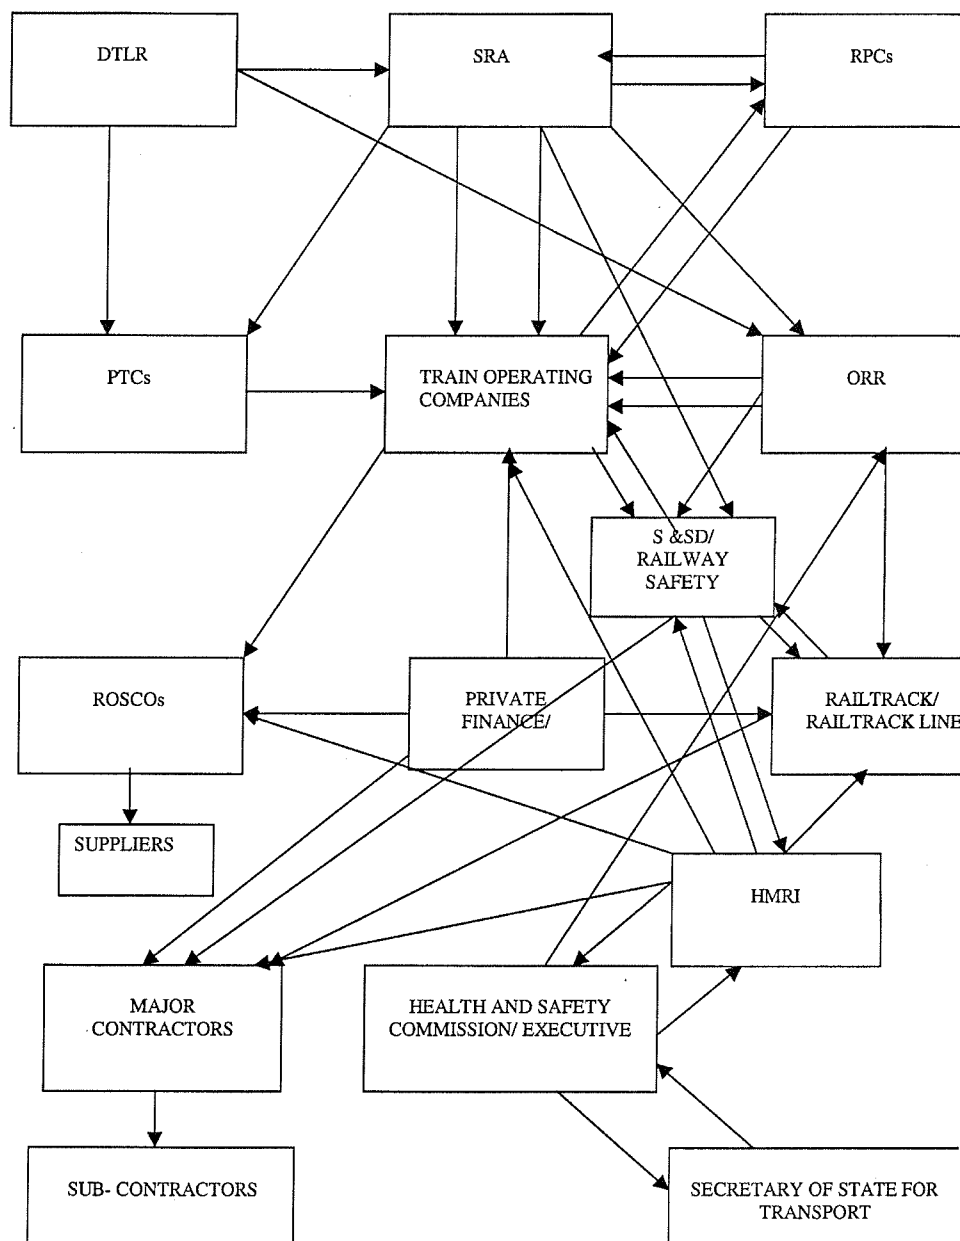 DTLR
SRA
RPCs
PTCs
TRAIN OPERATING
COMPANIES
ORR
S &SD/
RAILWAY
SAFETY
ROSCOs
PRIVATE
FINANCE/
RAILTRACK/
RAILTRACK LINE
SUPPLIERS
HMRI
MAJOR
CONTRACTORS
HEALTH AND SAFETY
COMMISSION/ EXECUTIVE
SUB- CONTRACTORS
SECRETARY OF STATE FOR
TRANSPORT